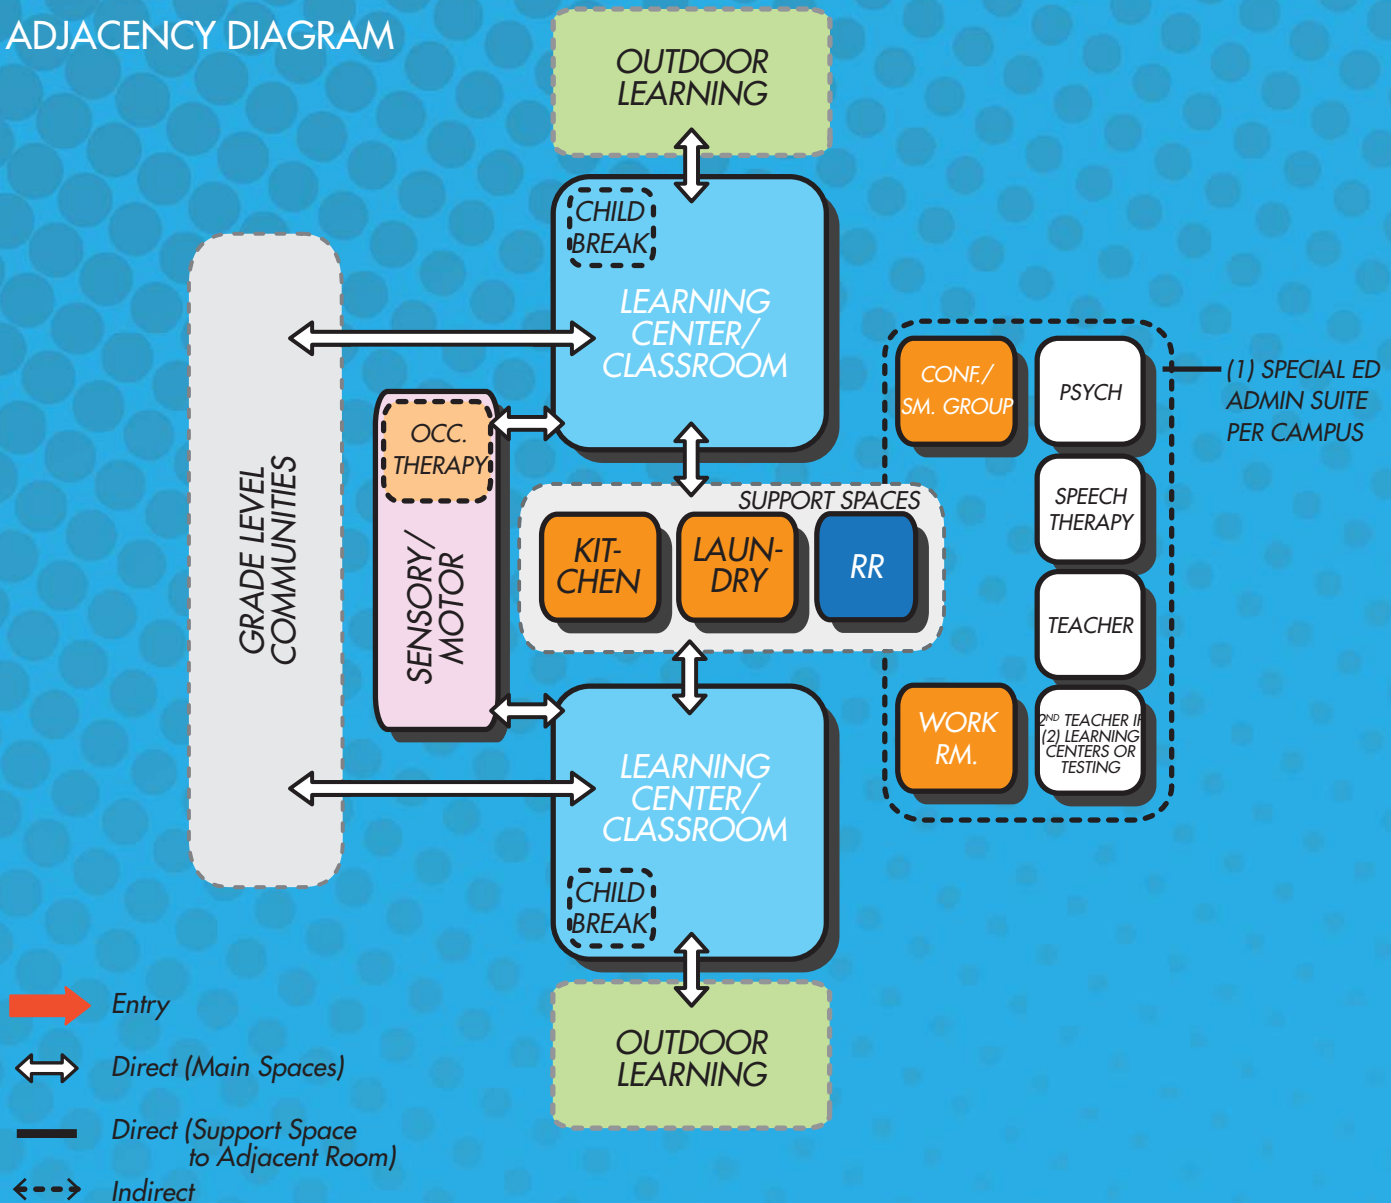 ADJACENCY DIAGRAM
OUTDOOR
LEARNING
CHILD
BREAK
LEARNING
CENTER/
CLASSROOM
GRADE LEVEL
COMMUNITIES
OCC.
THERAPY
SENSORY/
MOTOR
SUPPORT SPACES
KIT-
CHEN
LAUN-
DRY
RR
CONF./
SM. GROUP
PSYCH
SPEECH
THERAPY
TEACHER
WORK
RM.
2ND TEACHER IF
(2) LEARNING
CENTERS OR
TESTING
(1) SPECIAL ED
ADMIN SUITE
PER CAMPUS
LEARNING
CENTER/
CLASSROOM
CHILD
BREAK
OUTDOOR
LEARNING
Entry
Direct (Main Spaces)
Direct (Support Space
to Adjacent Room)
Indirect